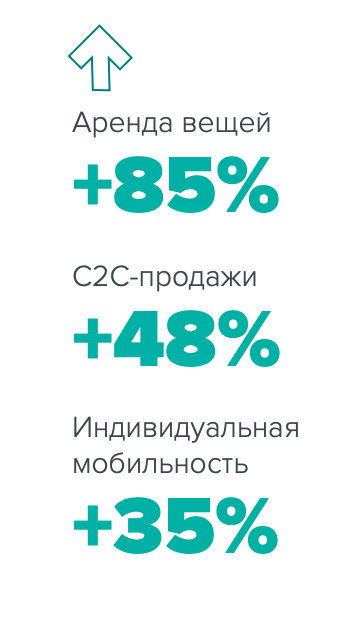 Аренда вещей
+85%
C2C-продажи
+48%
Индивидуальная
мобильность
+35%